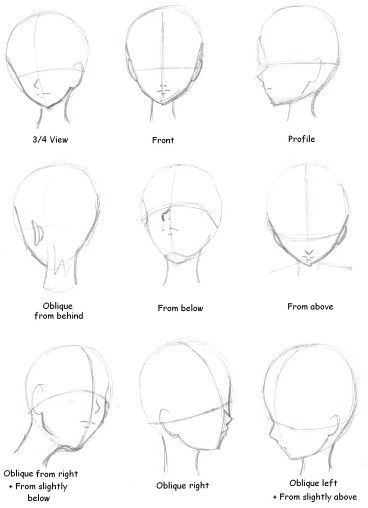 3/4 View
Front
Profile
Oblique
from behind
From below
From above
Oblique from right
+ From slightly
below
Oblique right
Oblique left
+ From slightly above